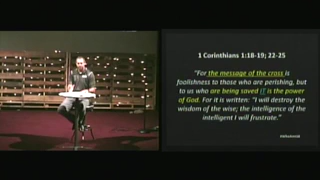 1 Corinthians 1:18-19; 22-25
"For the message of the cross is
foolishness to those who are perishing, but
to us who are being saved IT is the power
of God. For it is written: "I will destroy the
wisdom of the wise; the intelligence of the
intelligent I will frustrate."